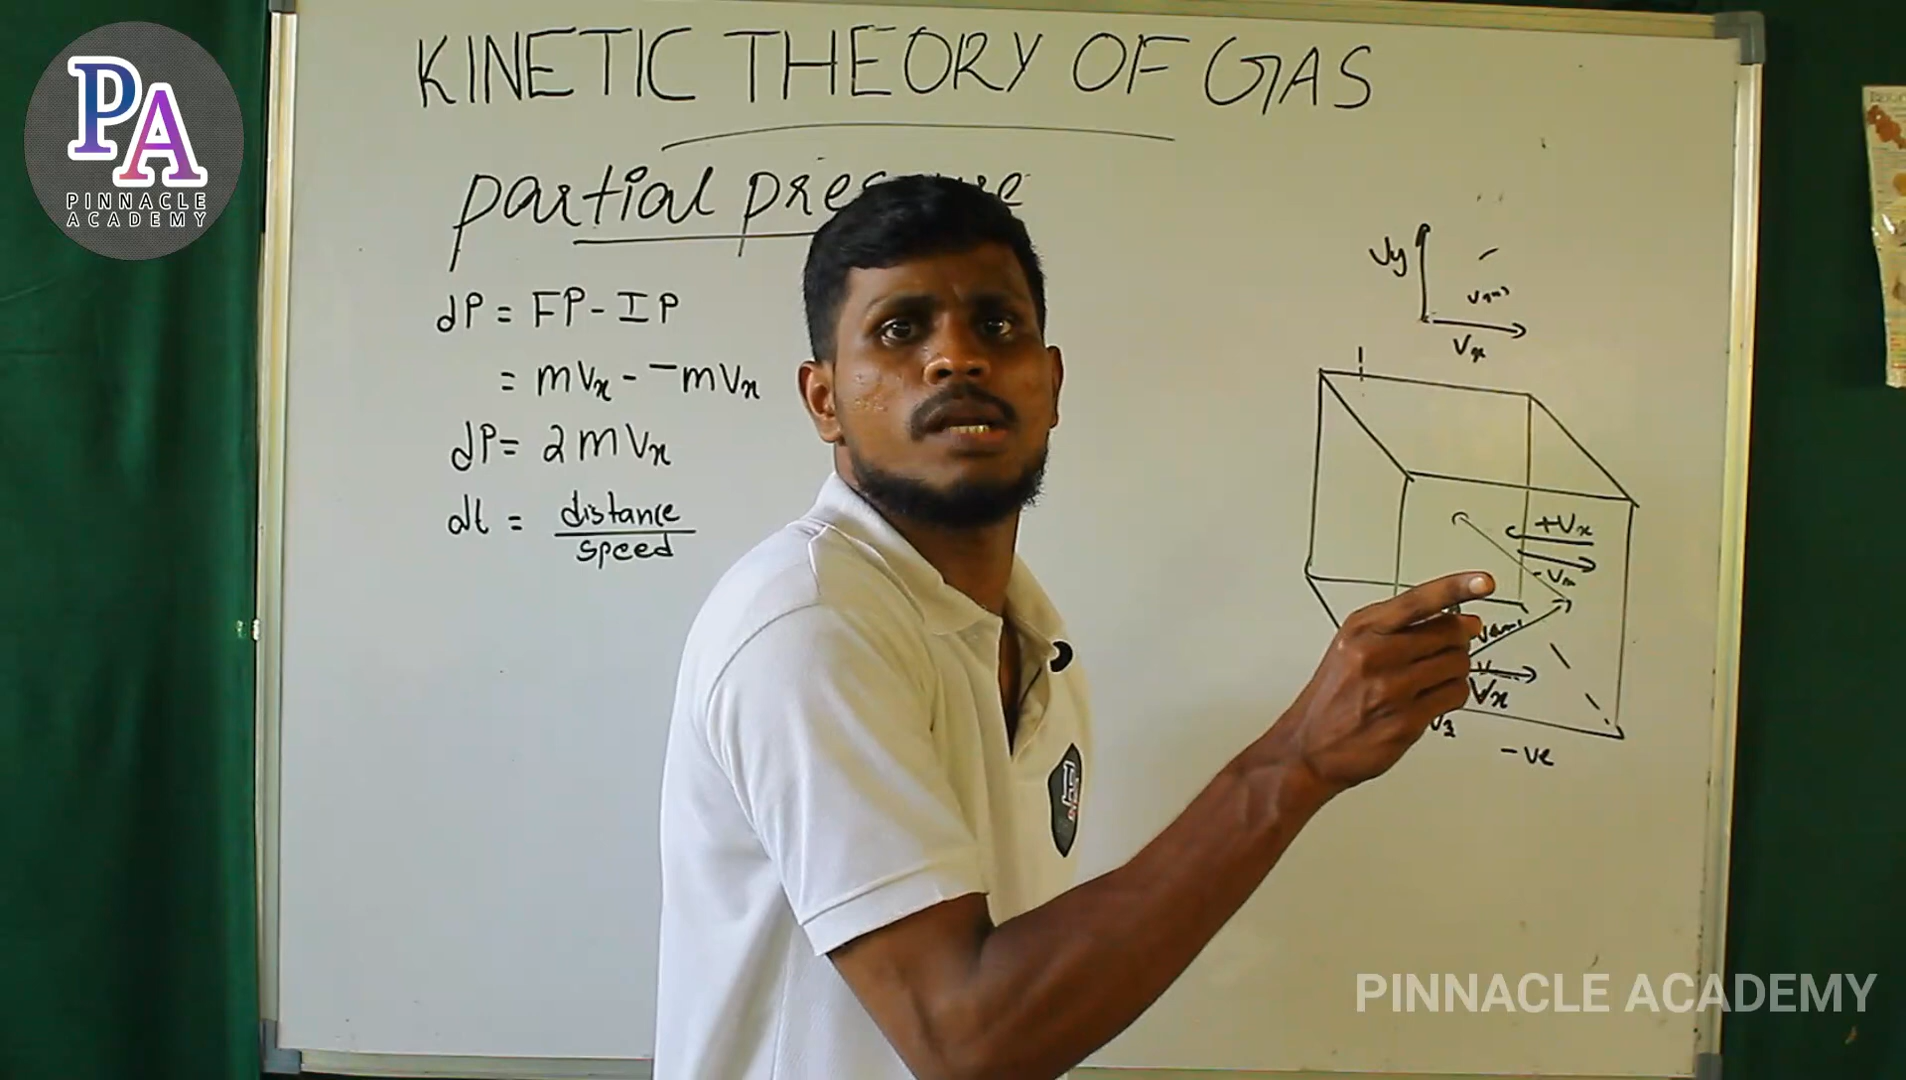 PA
PINNACLE
ACADEMY
KINETIC THEORY OF GAS
partial pressure
dP = FP - IP
= mVx - -mVx
dP = 2mVx
dt = distance
speed
Vy
Vx
+Vx
-Vx
Vx
-ve
PINNACLE ACADEMY